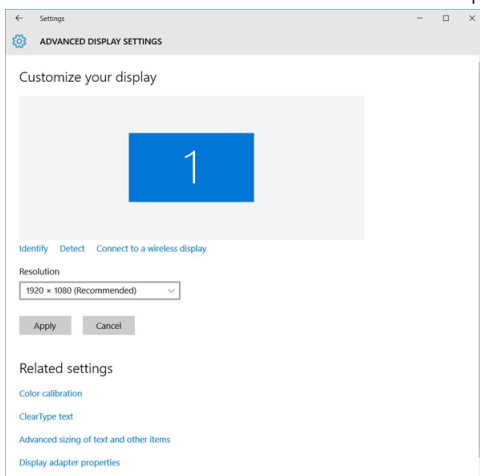 Settings
ADVANCED DISPLAY SETTINGS
Customize your display
1
Identify Detect Connect to a wireless display
Resolution
1920 × 1080 (Recommended)
Apply Cancel
Related settings
Color calibration
ClearType text
Advanced sizing of text and other items
Display adapter properties